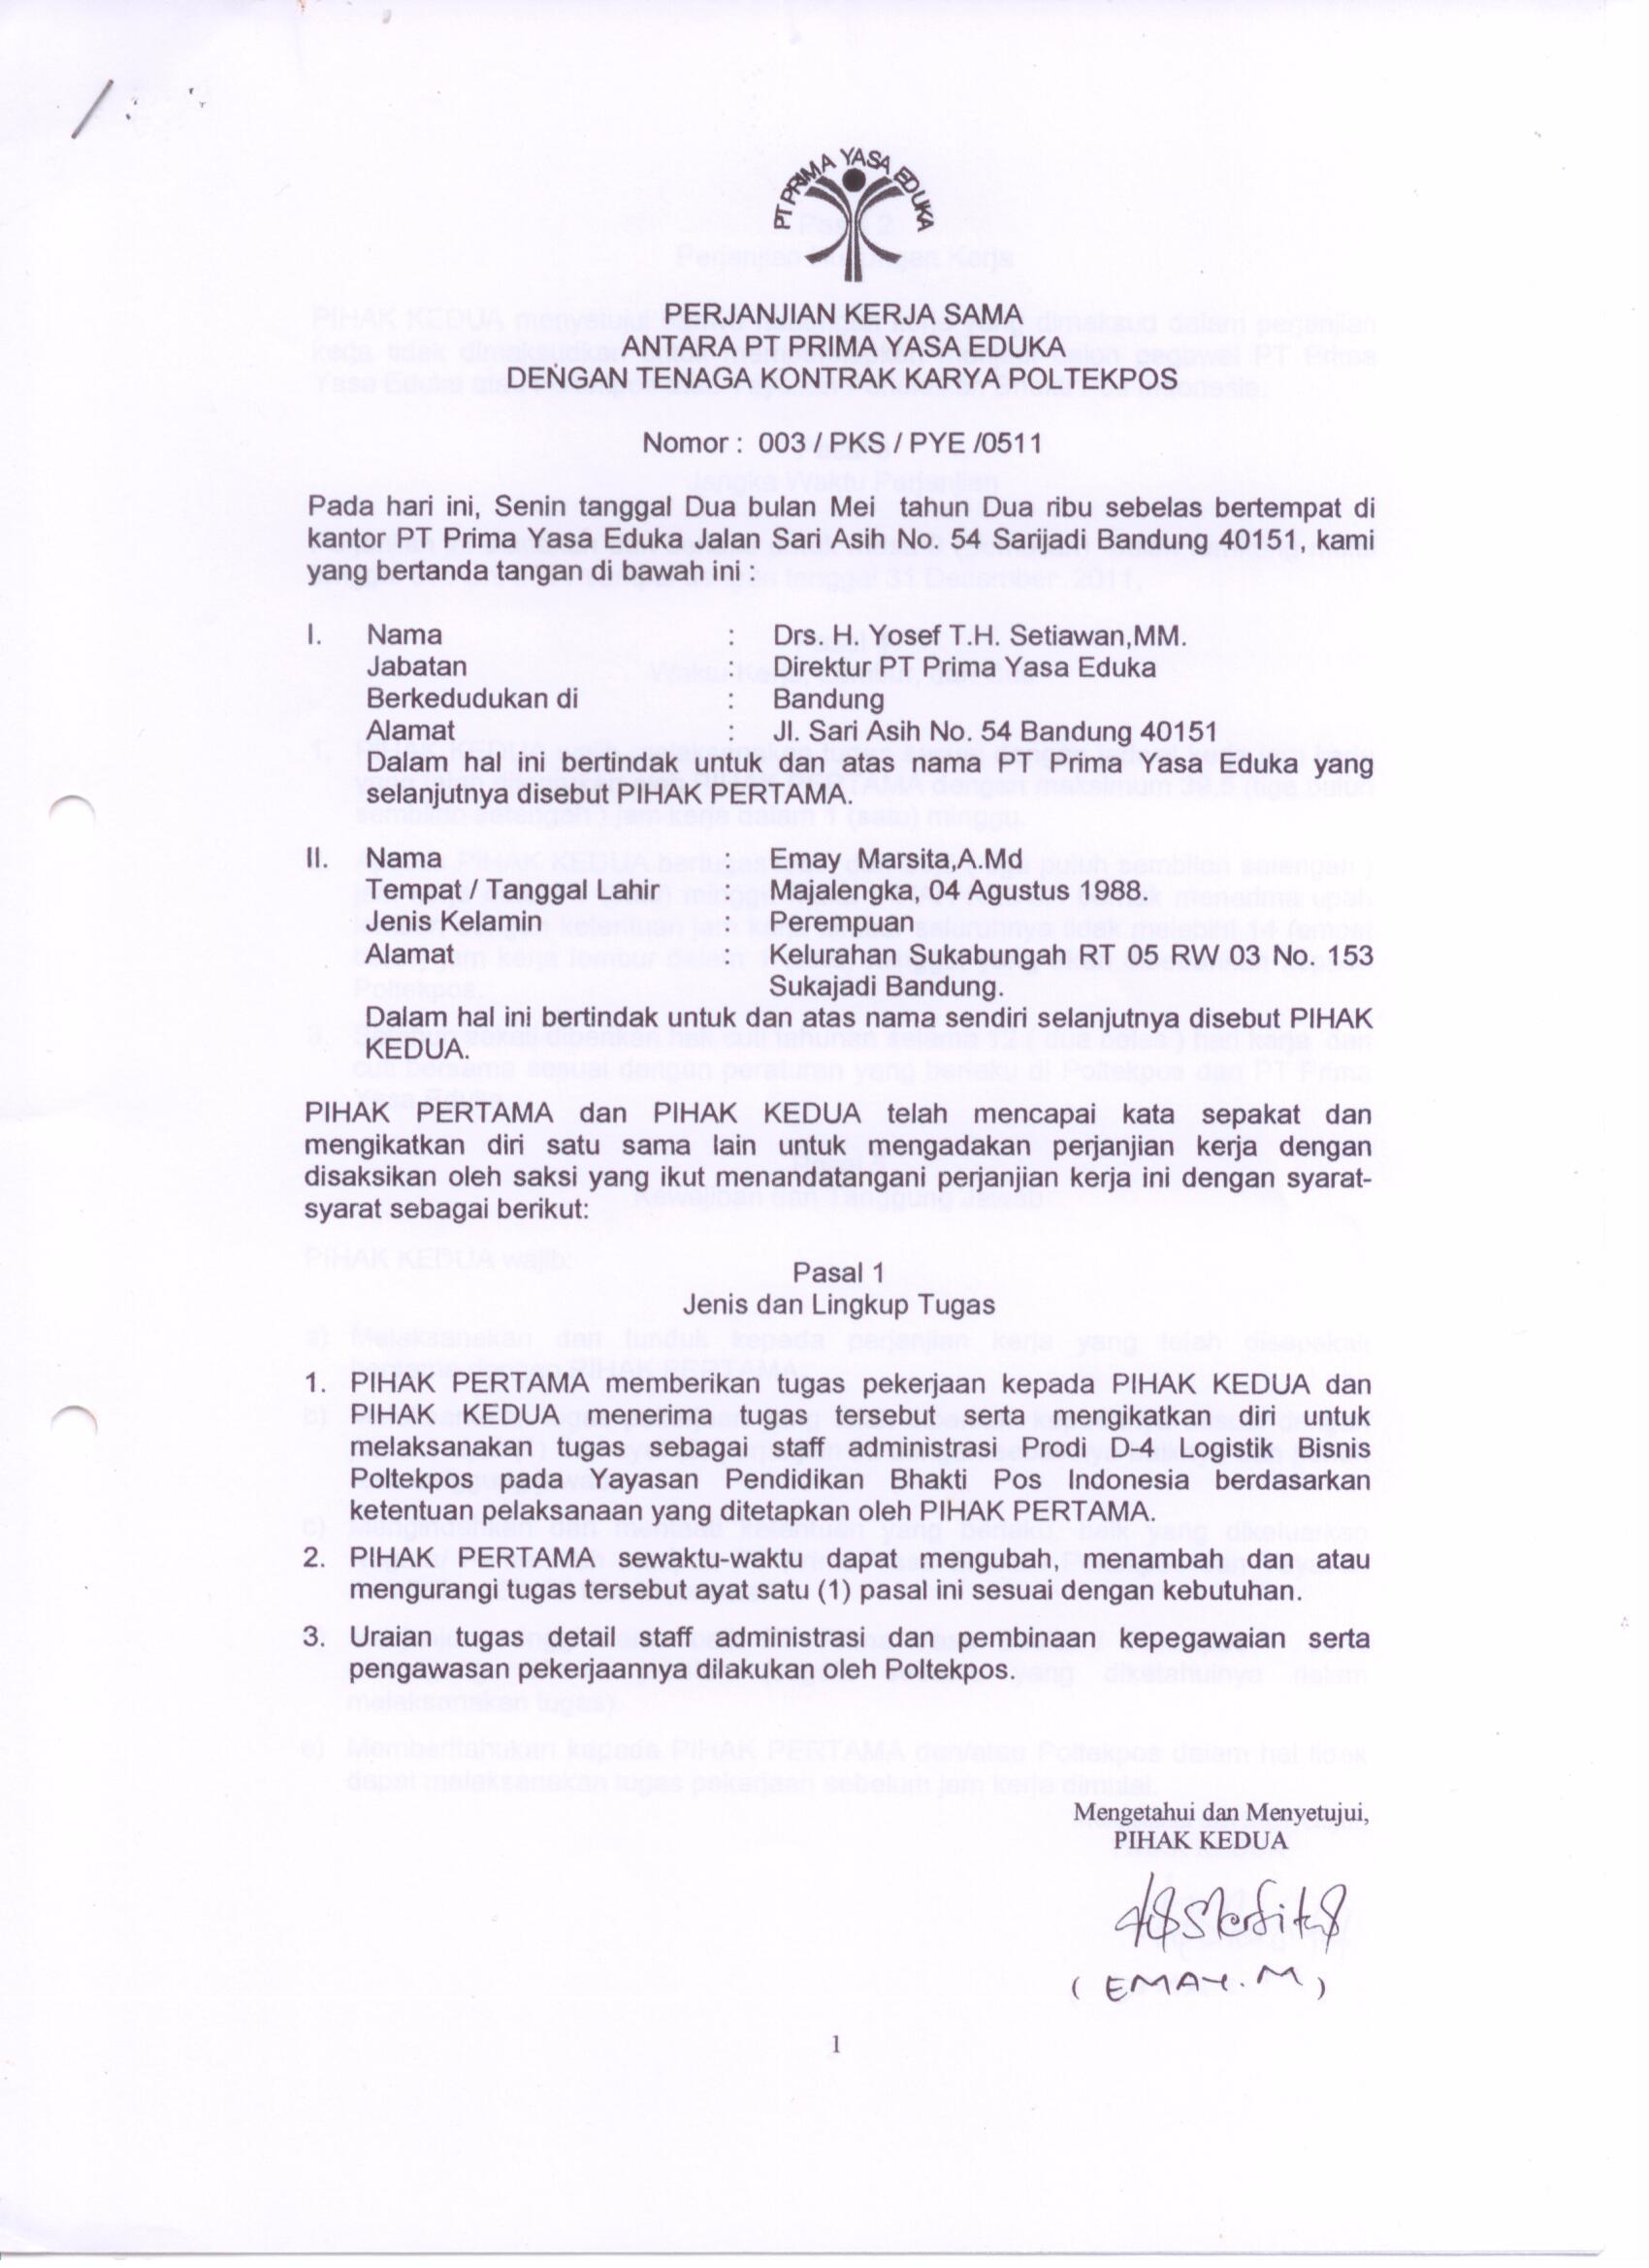 PT PRIMA YASA EDUKA
PERJANJIAN KERJA SAMA
ANTARA PT PRIMA YASA EDUKA
DENGAN TENAGA KONTRAK KARYA POLTEKPOS
Nomor : 003 / PKS / PYE /0511
Pada hari ini, Senin tanggal Dua bulan Mei tahun Dua ribu sebelas bertempat di
kantor PT Prima Yasa Eduka Jalan Sari Asih No. 54 Sarijadi Bandung 40151, kami
yang bertanda tangan di bawah ini :
I. Nama : Drs. H. Yosef T.H. Setiawan,MM.
Jabatan : Direktur PT Prima Yasa Eduka
Berkedudukan di : Bandung
Alamat : Jl. Sari Asih No. 54 Bandung 40151
Dalam hal ini bertindak untuk dan atas nama PT Prima Yasa Eduka yang
selanjutnya disebut PIHAK PERTAMA.
II. Nama : Emay Marsita,A.Md
Tempat / Tanggal Lahir : Majalengka, 04 Agustus 1988
Jenis Kelamin : Perempuan
Alamat : Kelurahan Sukabungah RT 05 RW 03 No. 153
Sukajadi Bandung.
Dalam hal ini bertindak untuk dan atas nama sendiri selanjutnya disebut PIHAK
KEDUA.
PIHAK PERTAMA dan PIHAK KEDUA telah mencapai kata sepakat dan
mengikatkan diri satu sama lain untuk mengadakan perjanjian kerja dengan
disaksikan oleh saksi yang ikut menandatangani perjanjian kerja ini dengan syarat-
syarat sebagai berikut:
Pasal 1
Jenis dan Lingkup Tugas
1. PIHAK PERTAMA memberikan tugas pekerjaan kepada PIHAK KEDUA dan
PIHAK KEDUA menerima tugas tersebut serta mengikatkan diri untuk
melaksanakan tugas sebagai staff administrasi Prodi D-4 Logistik Bisnis
Poltekpos pada Yayasan Pendidikan Bhakti Pos Indonesia berdasarkan
ketentuan pelaksanaan yang ditetapkan oleh PIHAK PERTAMA.
2. PIHAK PERTAMA sewaktu-waktu dapat mengubah, menambah dan atau
mengurangi tugas tersebut ayat satu (1) pasal ini sesuai dengan kebutuhan.
3. Uraian tugas detail staff administrasi dan pembinaan kepegawaian serta
pengawasan pekerjaannya dilakukan oleh Poltekpos.
Mengetahui dan Menyetujui,
PIHAK KEDUA
( EMAY. M )
1